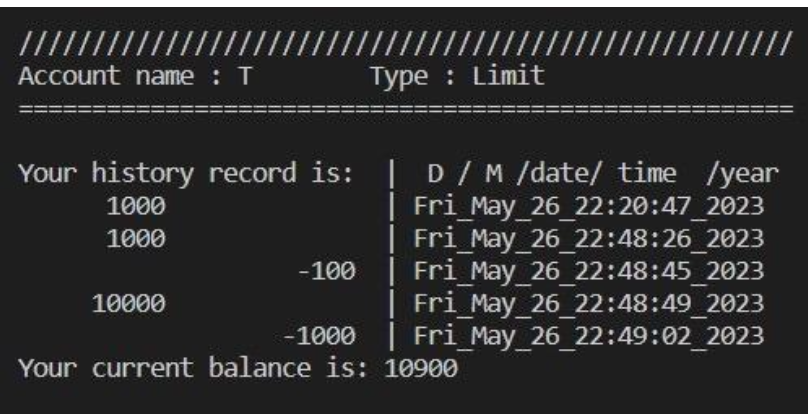 /////////////////////////////////////////////////////
Account name : T        Type : Limit
=====================================================
Your history record is:  |  D / M /date/ time  /year
      1000               | Fri_May_26_22:20:47_2023
      1000               | Fri_May_26_22:48:26_2023
                   -100  | Fri_May_26_22:48:45_2023
     10000               | Fri_May_26_22:48:49_2023
                  -1000  | Fri_May_26_22:49:02_2023
Your current balance is: 10900